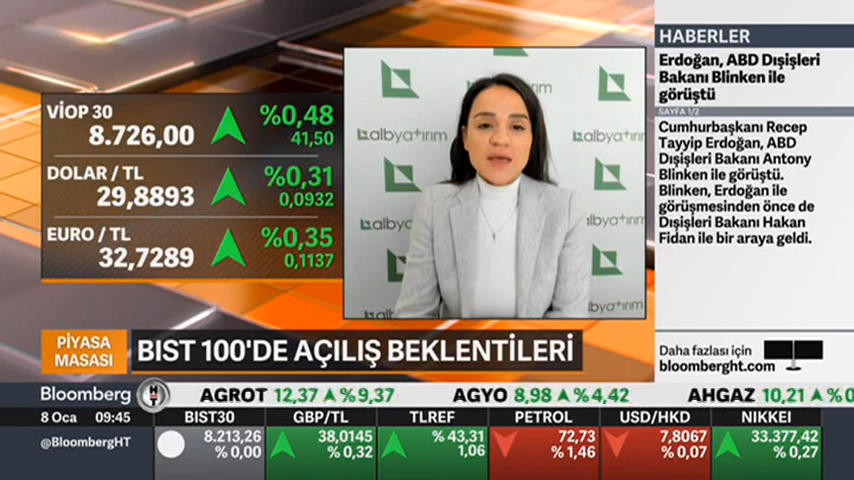 VİOP 30
8.726,00
%0,48
41,50
DOLAR / TL
29,8893
%0,31
0,0932
EURO / TL
32,7289
%0,35
0,1137
albyatırım
albyatırım
albyatırım
albyatırım
albyatırım
PİYASA
MASASI
BIST 100'DE AÇILIŞ BEKLENTİLERİ
HABERLER
Erdoğan, ABD Dışişleri
Bakanı Blinken ile
görüştü
SAYFA 1/2
Cumhurbaşkanı Recep
Tayyip Erdoğan, ABD
Dışişleri Bakanı Antony
Blinken ile görüştü.
Blinken, Erdoğan ile
görüşmesinden önce de
Dışişleri Bakanı Hakan
Fidan ile bir araya geldi.
Daha fazlası için
bloomberght.com
Bloomberg
AGROT 12,37 %9,37 AGYO 8,98 %4,42 AHGAZ 10,21 %0
8 Oca 09:45
@BloombergHT
BIST30
8.213,26
% 0,00
GBP/TL
38,0145
% 0,32
TLREF
% 43,31
1,06
PETROL
72,73
% 1,46
USD/HKD
7,8067
% 0,07
NIKKEI
33.377,42
% 0,27